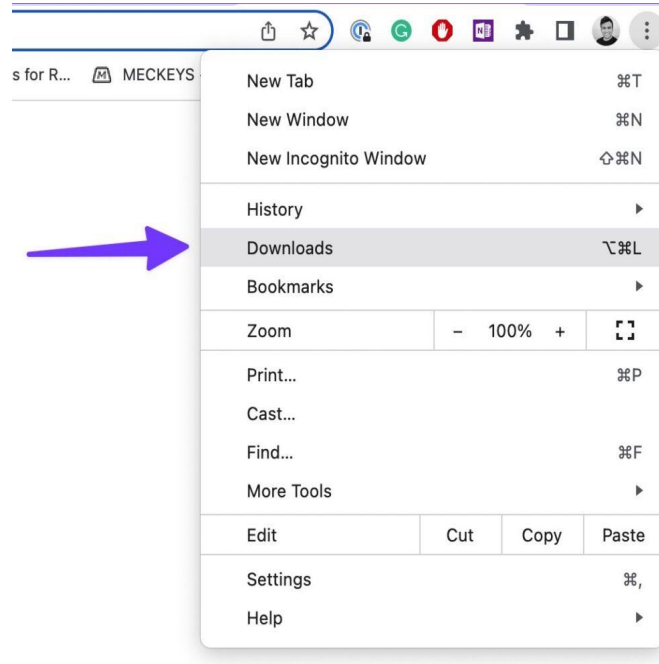 s for R... MECKEYS
New Tab ⌘T
New Window ⌘N
New Incognito Window ⇧⌘N
History
Downloads ⌥⌘L
Bookmarks
Zoom − 100% +
Print... ⌘P
Cast...
Find... ⌘F
More Tools
Edit Cut Copy Paste
Settings ⌘,
Help